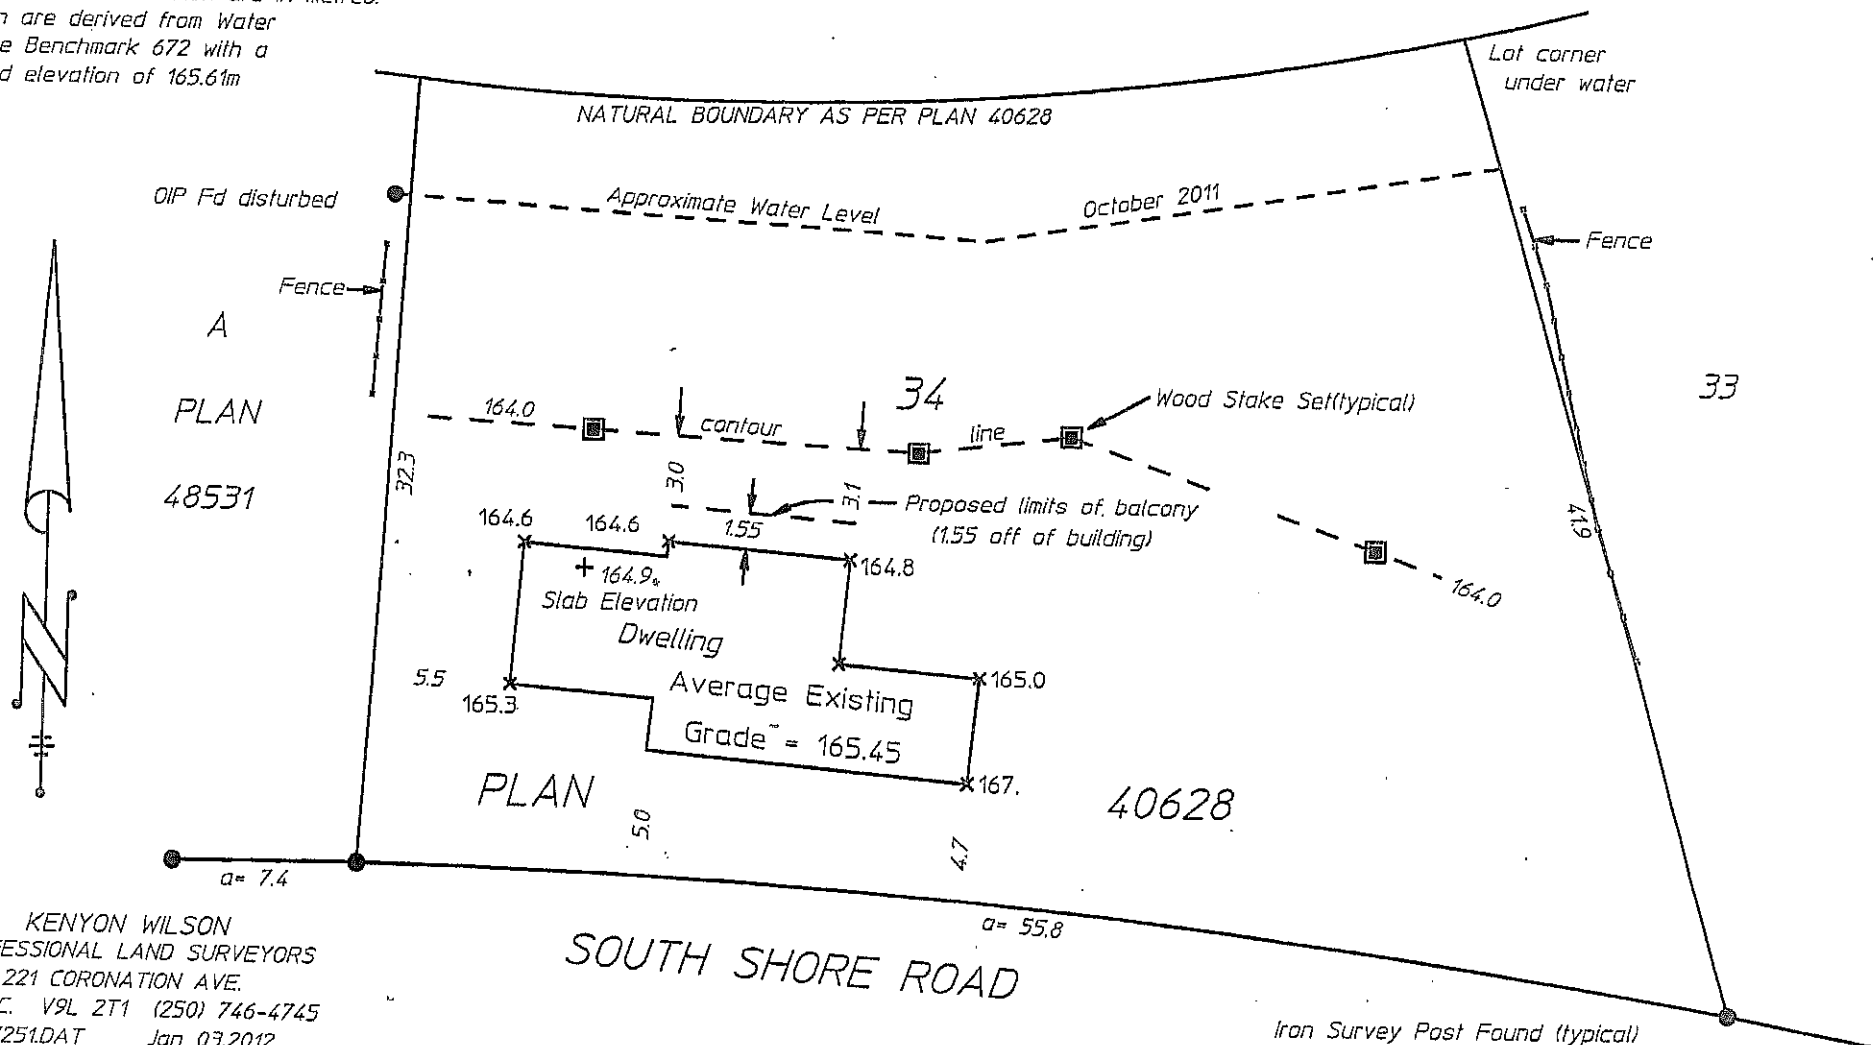 are in metres.
are derived from Water
Benchmark 672 with a
elevation of 165.61m
Lot corner
under water
NATURAL BOUNDARY AS PER PLAN 40628
OIP Fd disturbed
Approximate Water Level
October 2011
Fence
Fence
A
PLAN
48531
34
33
Wood Stake Set(typical)
164.0
contour
line
32.3
3.0
3.1
Proposed limits of balcony
(1.55 off of building)
41.9
164.6
164.6
1.55
164.8
164.9
Slab Elevation
164.0
Dwelling
5.5
165.3
Average Existing
Grade = 165.45
165.0
167.
PLAN
40628
5.0
4.7
a= 7.4
a= 55.8
SOUTH SHORE ROAD
N
KENYON WILSON
ESSIONAL LAND SURVEYORS
221 CORONATION AVE.
C. V9L 2T1 (250) 746-4745
251.DAT Jan 03,2012
Iron Survey Post Found (typical)